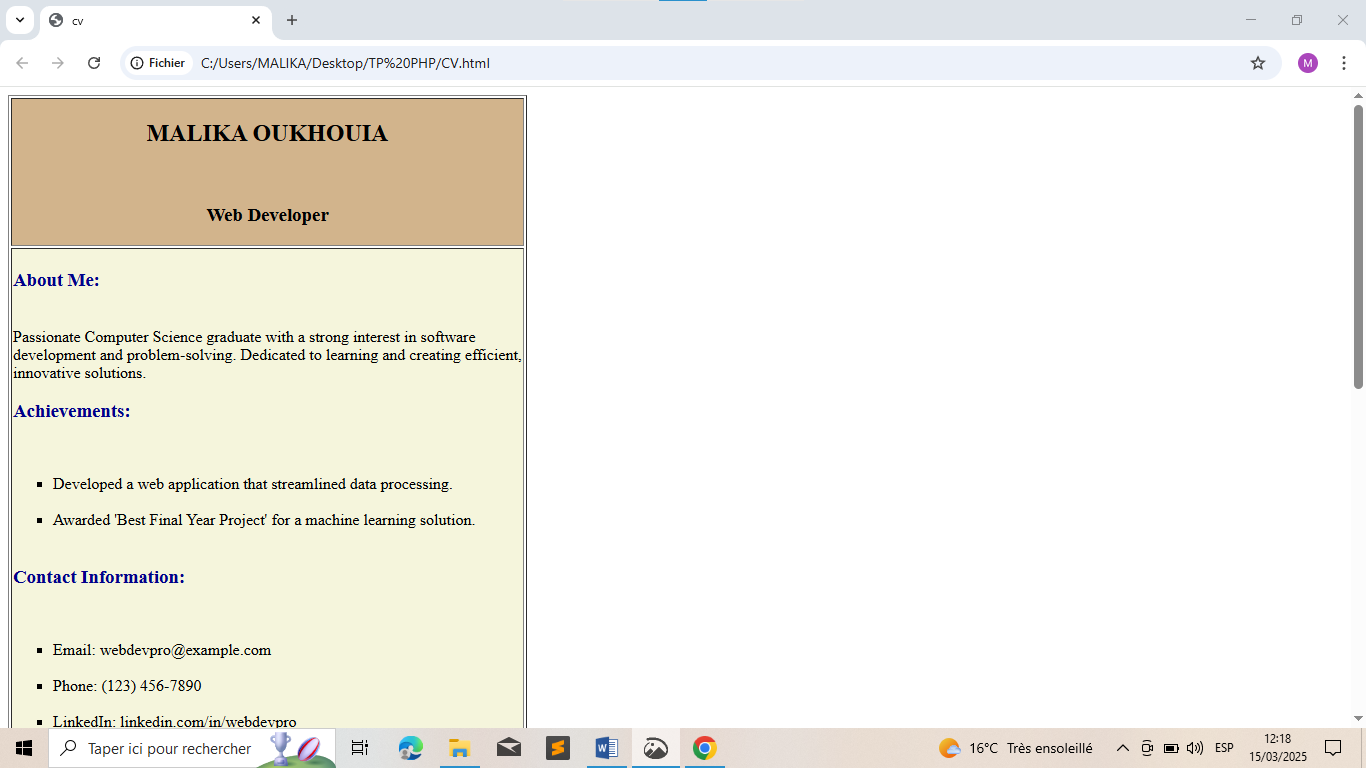 cv
Fichier
C:/Users/MALIKA/Desktop/TP%20PHP/CV.html
M
MALIKA OUKHOUIA
Web Developer
About Me:
Passionate Computer Science graduate with a strong interest in software
development and problem-solving. Dedicated to learning and creating efficient,
innovative solutions.
Achievements:
Developed a web application that streamlined data processing.
Awarded 'Best Final Year Project' for a machine learning solution.
Contact Information:
Email: webdevpro@example.com
Phone: (123) 456-7890
LinkedIn: linkedin.com/in/webdevpro
Taper ici pour rechercher
16°C Très ensoleillé
ESP
12:18
15/03/2025